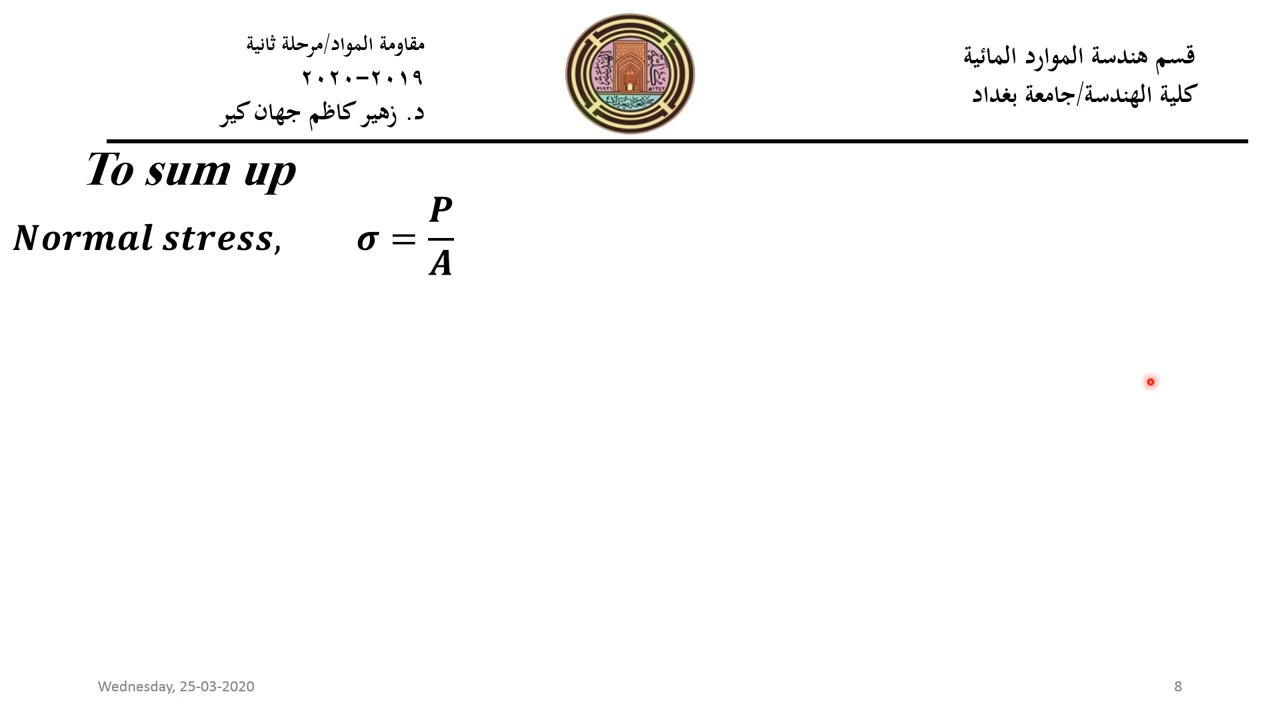 قسم هندسة الموارد المائية
كلية الهندسة/جامعة بغداد
مقاومة المواد/مرحلة ثانية
٢٠١٩-٢٠٢٠
د. زهير كاظم جهان كير
To sum up
Normal stress, σ = P/A
Wednesday, 25-03-2020
8